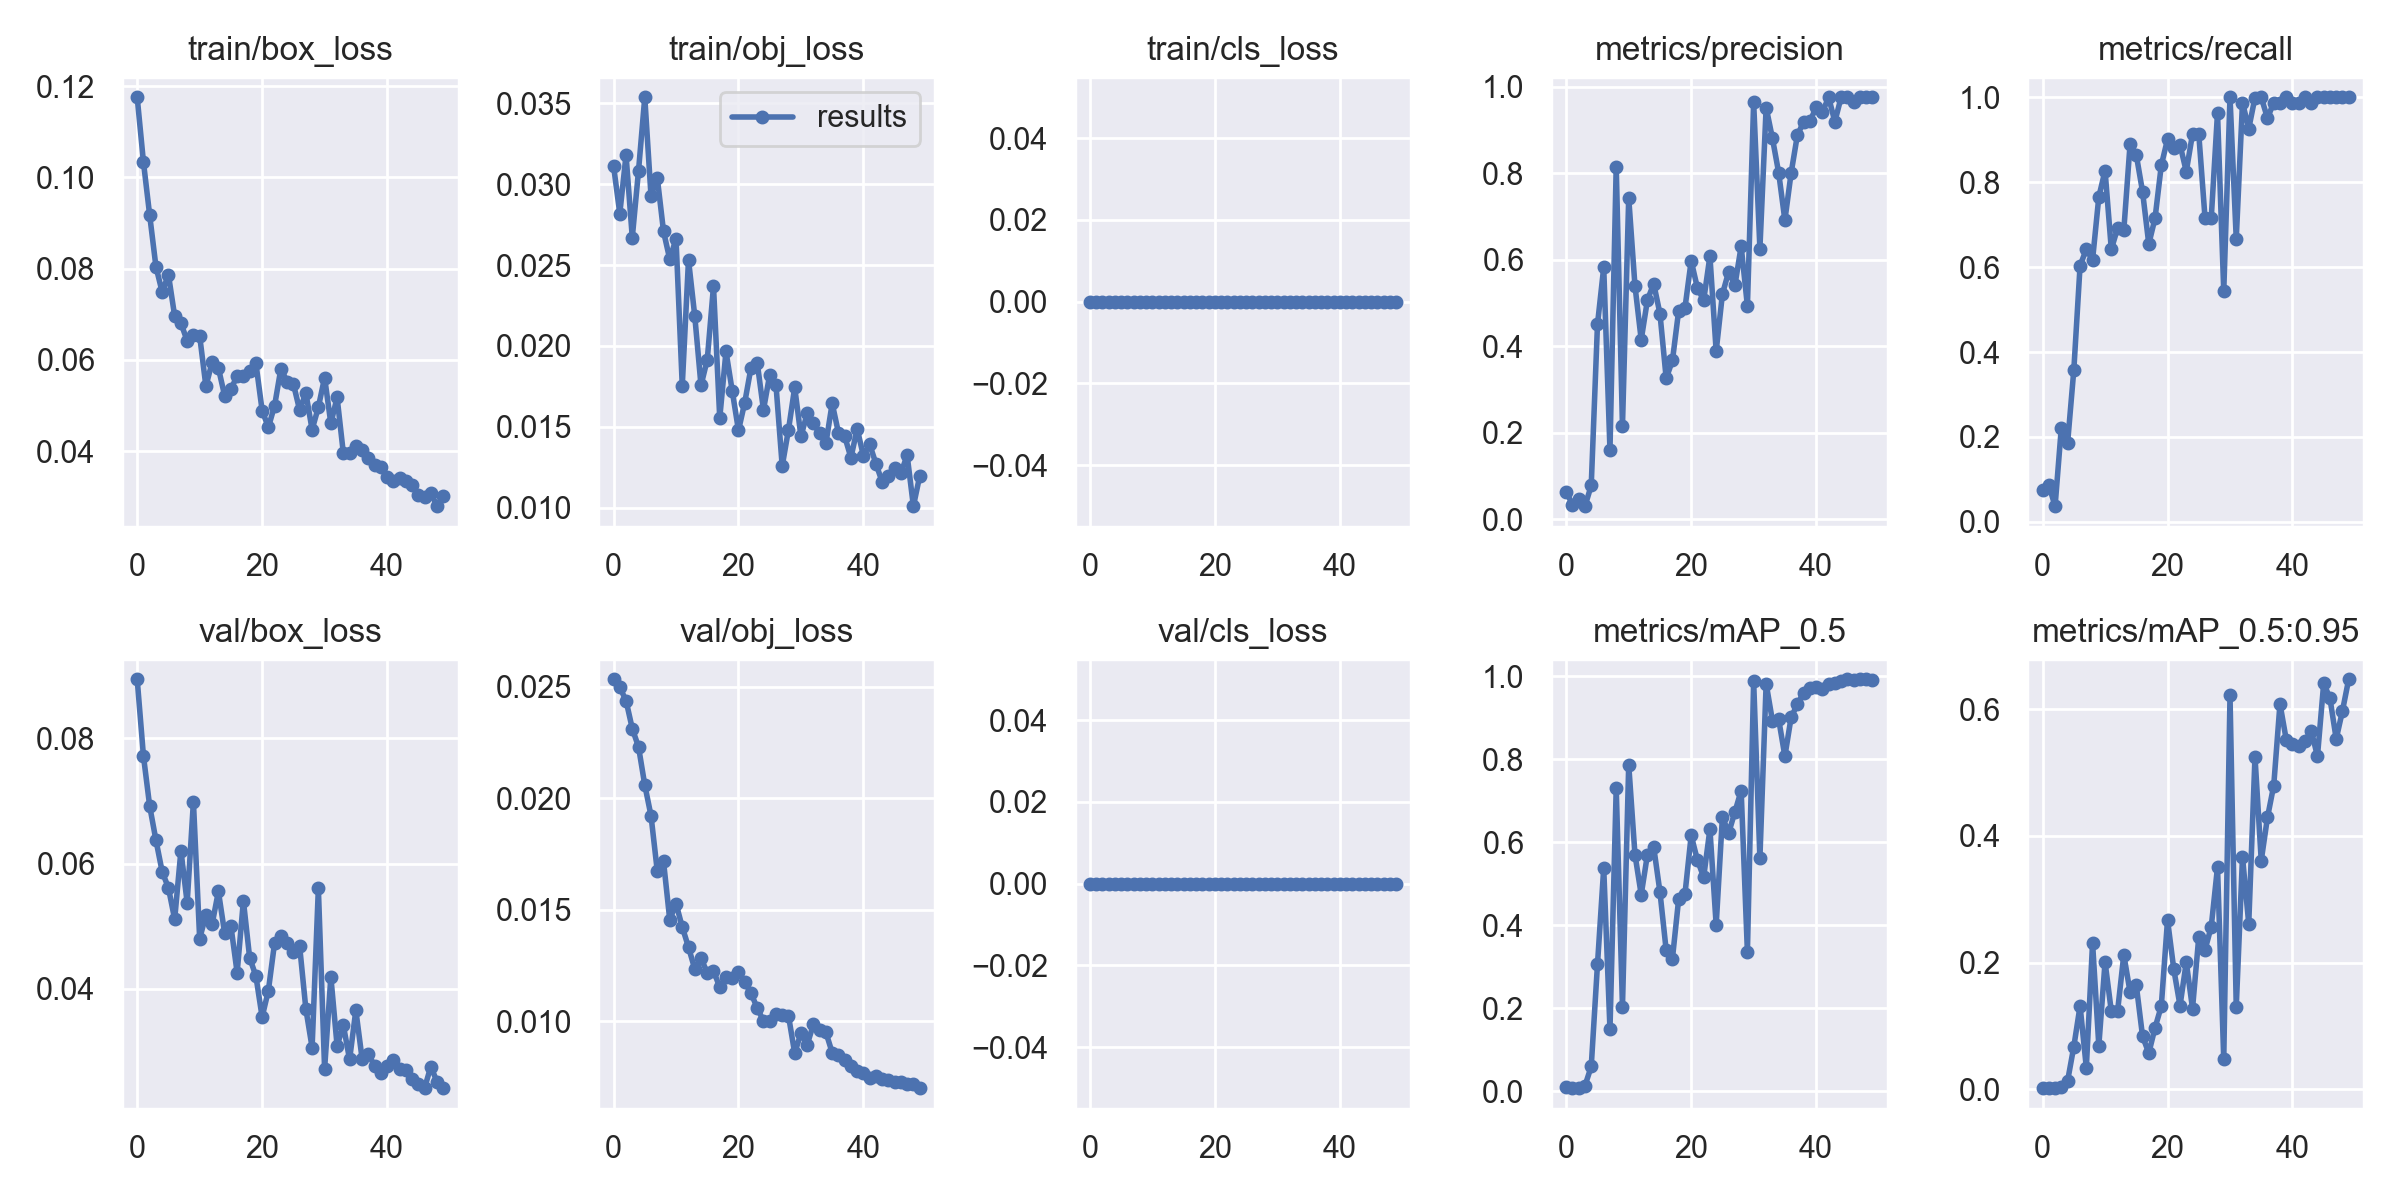 train/box_loss
0.12
0.10
0.08
0.06
0.04
0 20 40
train/obj_loss
results
0.035
0.030
0.025
0.020
0.015
0.010
0 20 40
train/cls_loss
0.04
0.02
0.00
−0.02
−0.04
0 20 40
metrics/precision
1.0
0.8
0.6
0.4
0.2
0.0
0 20 40
metrics/recall
1.0
0.8
0.6
0.4
0.2
0.0
0 20 40
val/box_loss
0.08
0.06
0.04
0 20 40
val/obj_loss
0.025
0.020
0.015
0.010
0 20 40
val/cls_loss
0.04
0.02
0.00
−0.02
−0.04
0 20 40
metrics/mAP_0.5
1.0
0.8
0.6
0.4
0.2
0.0
0 20 40
metrics/mAP_0.5:0.95
0.6
0.4
0.2
0.0
0 20 40